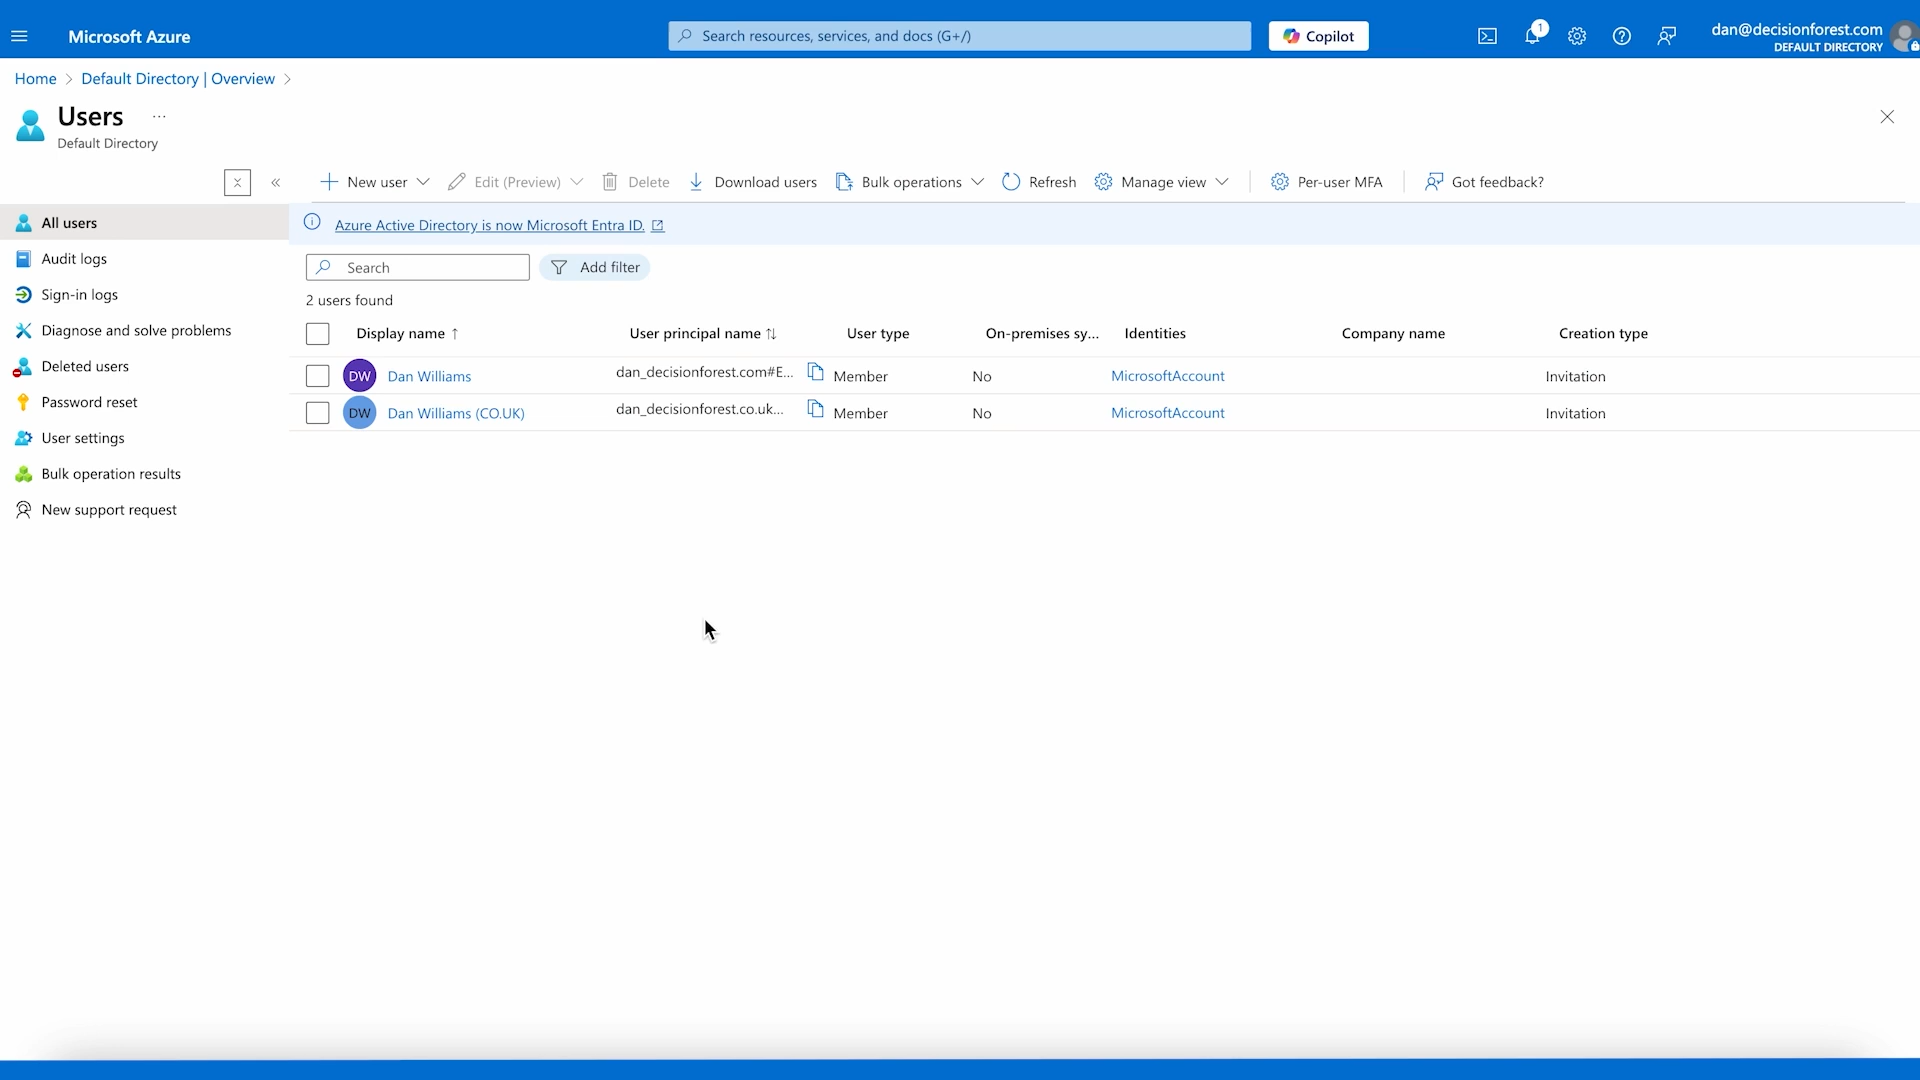 Microsoft Azure
Search resources, services, and docs (G+/)
Copilot
1
dan@decisionforest.com
DEFAULT DIRECTORY
Home > Default Directory | Overview >
Users ...
Default Directory
New user
Edit (Preview)
Delete
Download users
Bulk operations
Refresh
Manage view
Per-user MFA
Got feedback?
All users
Audit logs
Sign-in logs
Diagnose and solve problems
Deleted users
Password reset
User settings
Bulk operation results
New support request
Azure Active Directory is now Microsoft Entra ID.
Search
Add filter
2 users found
Display name ↑ User principal name ↑↓ User type On-premises sy... Identities Company name Creation type
DW Dan Williams dan_decisionforest.com#E... Member No MicrosoftAccount Invitation
DW Dan Williams (CO.UK) dan_decisionforest.co.uk... Member No MicrosoftAccount Invitation